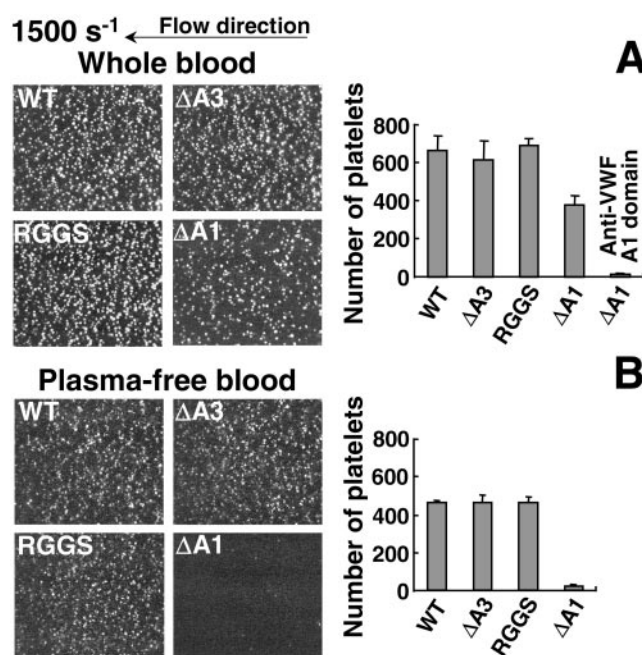 1500 s⁻¹ Flow direction
Whole blood
WT ΔA3
RGGS ΔA1
A
Number of platelets
800
600
400
200
0
WT ΔA3 RGGS ΔA1 ΔA1
Anti-VWF
A1 domain
Plasma-free blood
WT ΔA3
RGGS ΔA1
B
Number of platelets
800
600
400
200
0
WT ΔA3 RGGS ΔA1